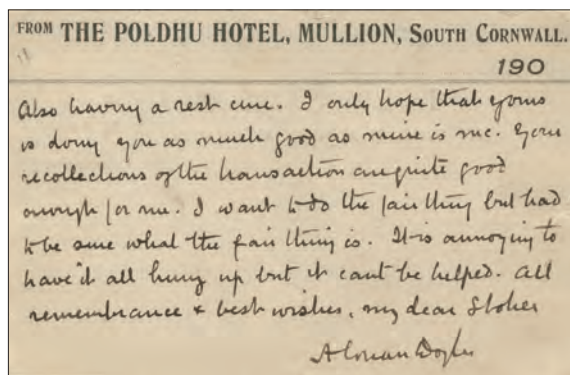 FROM THE POLDHU HOTEL, MULLION, SOUTH CORNWALL.
190
Also having a rest cure. I only hope that yours
is doing you as much good as mine is me. Your
recollections of the transaction are quite good
enough for me. I want to do the fair thing but had
to be sure what the fair thing is. It is annoying to
have it all hung up but it cant be helped. All
remembrance & best wishes, my dear Stoker
A Conan Doyle